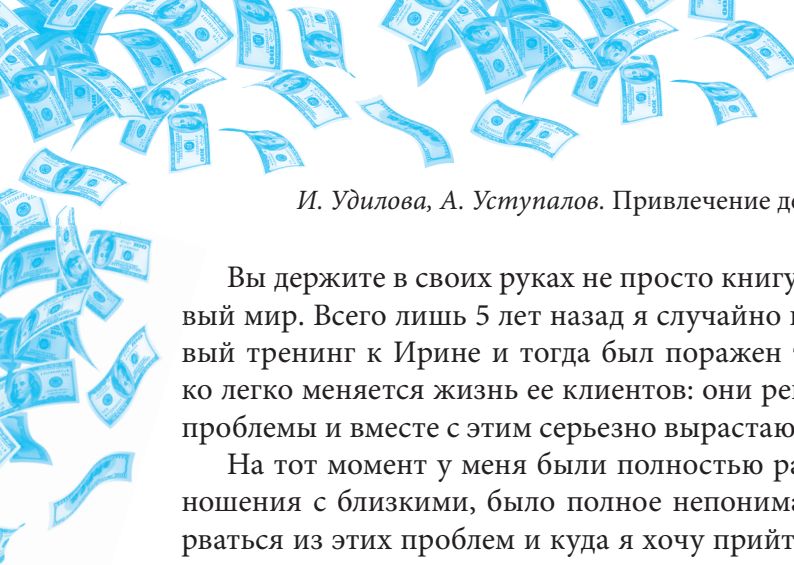 И. Удилова, А. Уступалов. Привлечение
Вы держите в своих руках не просто книгу
вый мир. Всего лишь 5 лет назад я случайно
вый тренинг к Ирине и тогда был поражен
ко легко меняется жизнь ее клиентов: они
проблемы и вместе с этим серьезно вырастаю
На тот момент у меня были полностью
ношения с близкими, было полное
рваться из этих проблем и куда я хочу